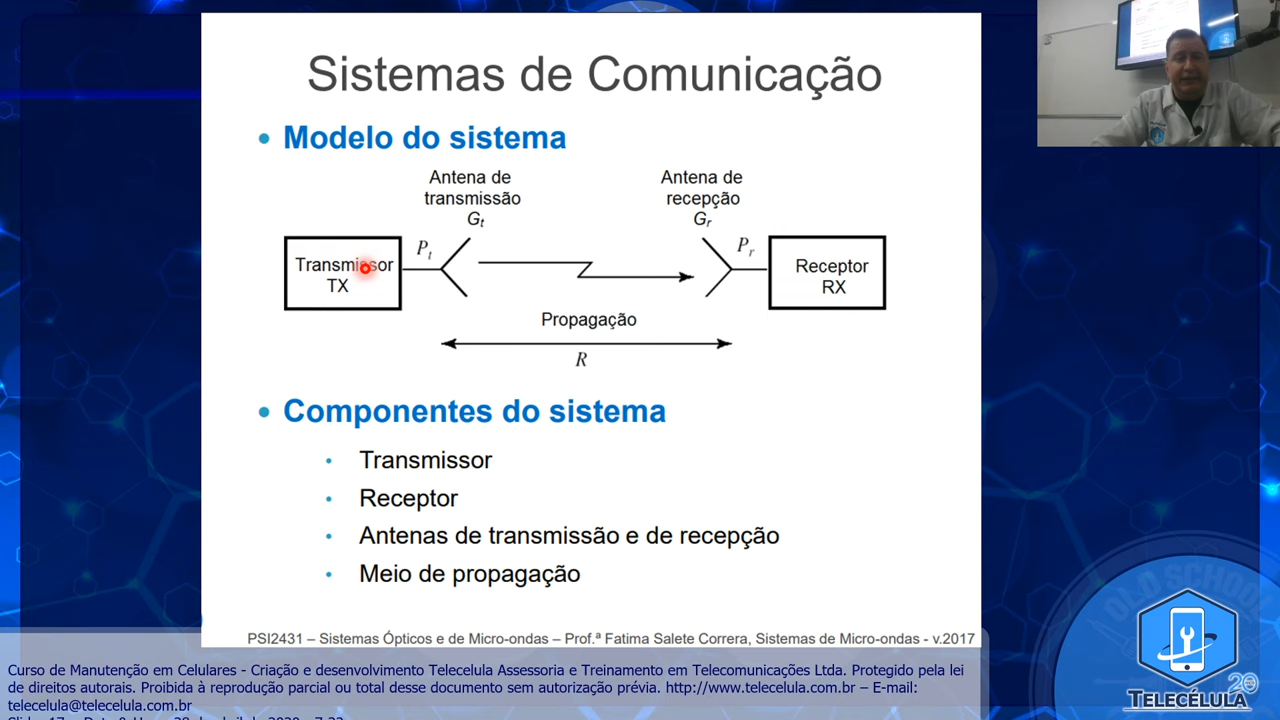 Sistemas de Comunicação
• Modelo do sistema
Antena de
transmissão
Gt
Antena de
recepção
Gr
Pt
Pr
Transmissor
TX
Receptor
RX
Propagação
R
• Componentes do sistema
• Transmissor
• Receptor
• Antenas de transmissão e de recepção
• Meio de propagação
PSI2431 – Sistemas Ópticos e de Micro-ondas – Prof.ª Fatima Salete Correra, Sistemas de Micro-ondas - v.2017
Curso de Manutenção em Celulares - Criação e desenvolvimento Telecelula Assessoria e Treinamento em Telecomunicações Ltda. Protegido pela lei
de direitos autorais. Proibida à reprodução parcial ou total desse documento sem autorização prévia. http://www.telecelula.com.br – E-mail:
telecelula@telecelula.com.br
OLD SCHOOL
20
TELECÉLULA